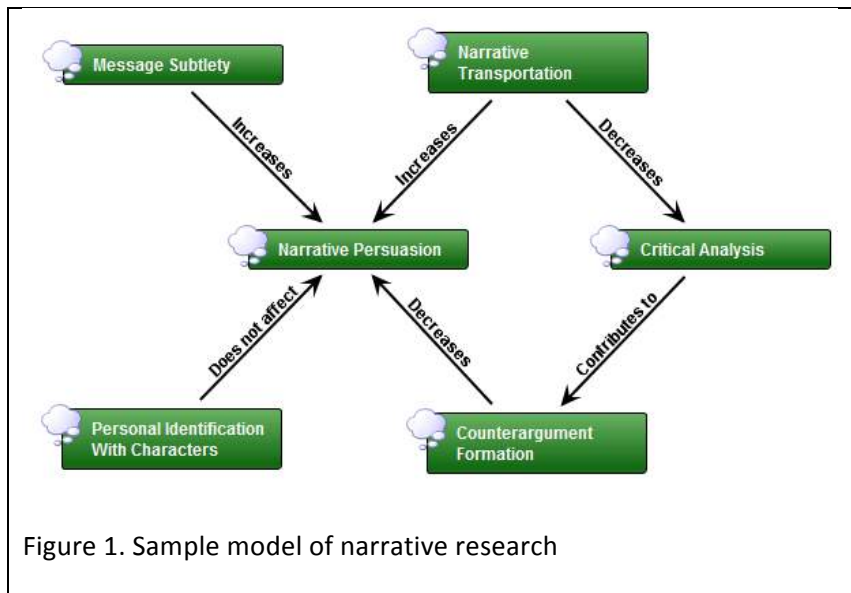 Message Subtlety
Narrative
Transportation
Increases
Increases
Decreases
Narrative Persuasion
Critical Analysis
Does not affect
Decreases
Contributes to
Personal Identification
With Characters
Counterargument
Formation
Figure 1. Sample model of narrative research